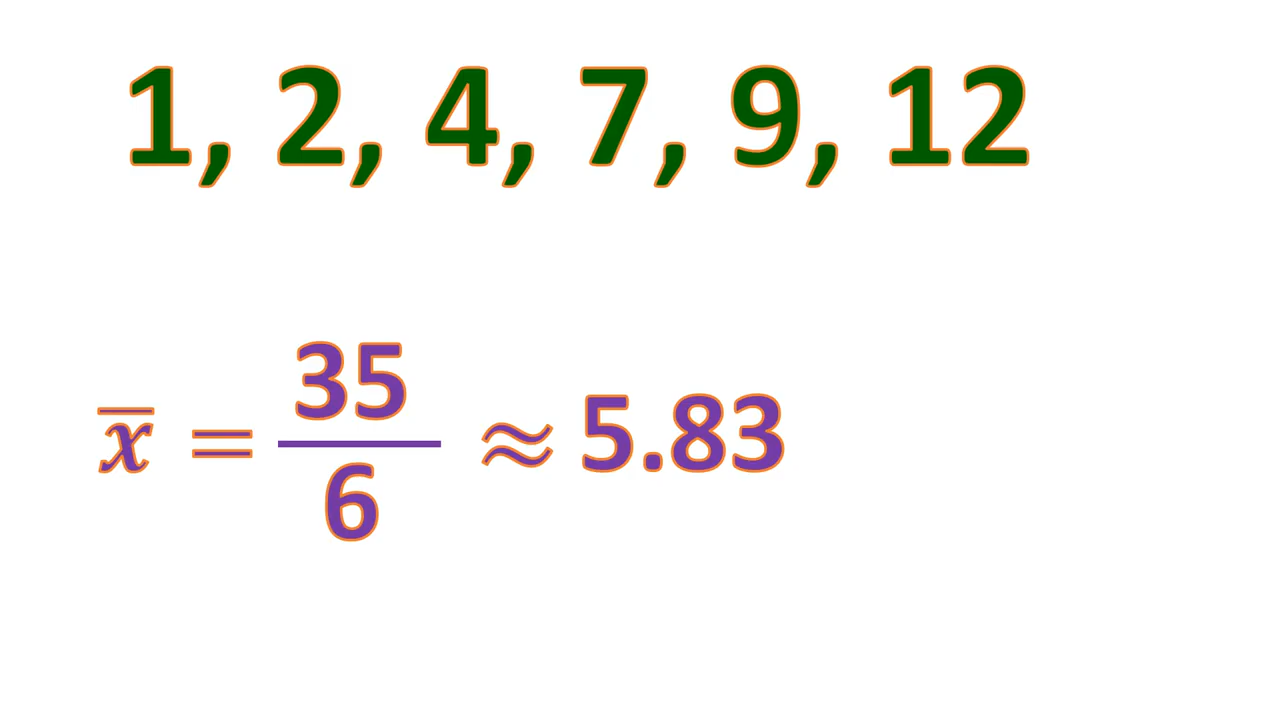 1, 2, 4, 7, 9, 12
x̅ = 35/6 ≈ 5.83